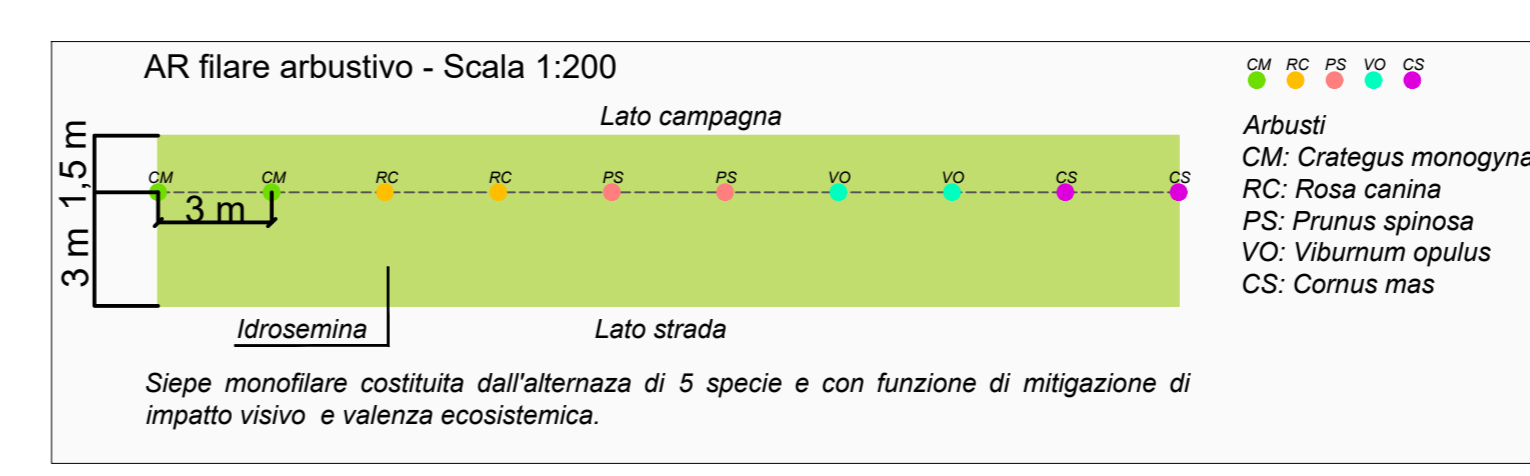 AR filare arbustivo - Scala 1:200
Lato campagna
1,5 m
3 m
CM CM RC RC PS PS VO VO CS CS
3 m
Idrosemina
Lato strada
Siepe monofilare costituita dall'alternaza di 5 specie e con funzione di mitigazione di
impatto visivo e valenza ecosistemica.
CM RC PS VO CS
Arbusti
CM: Crategus monogyna
RC: Rosa canina
PS: Prunus spinosa
VO: Viburnum opulus
CS: Cornus mas